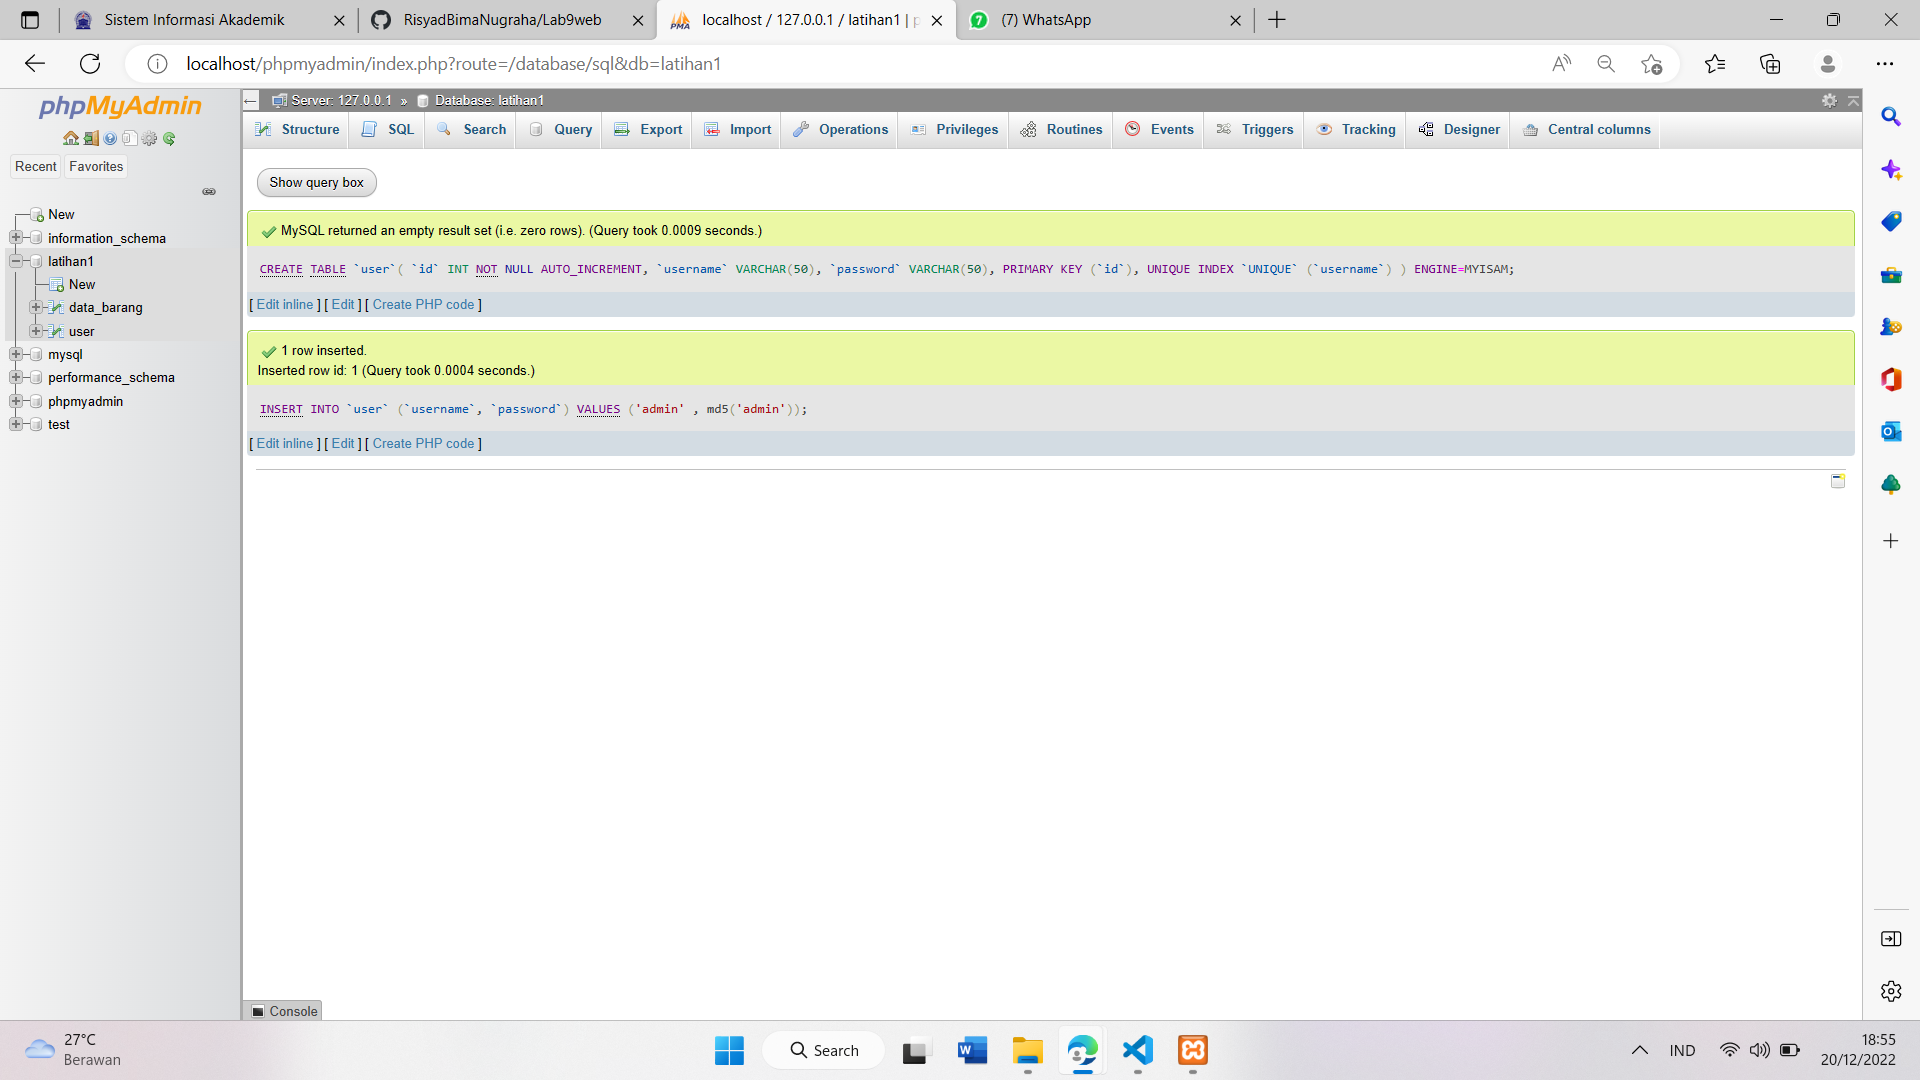 Sistem Informasi Akademik
RisyadBimaNugraha/Lab9web
localhost / 127.0.0.1 / latihan1 | p
(7) WhatsApp
localhost/phpmyadmin/index.php?route=/database/sql&db=latihan1
phpMyAdmin
Recent
Favorites
New
information_schema
latihan1
New
data_barang
user
mysql
performance_schema
phpmyadmin
test
Server: 127.0.0.1 » Database: latihan1
Structure
SQL
Search
Query
Export
Import
Operations
Privileges
Routines
Events
Triggers
Tracking
Designer
Central columns
Show query box
MySQL returned an empty result set (i.e. zero rows). (Query took 0.0009 seconds.)
CREATE TABLE `user`( `id` INT NOT NULL AUTO_INCREMENT, `username` VARCHAR(50), `password` VARCHAR(50), PRIMARY KEY (`id`), UNIQUE INDEX `UNIQUE` (`username`) ) ENGINE=MYISAM;
[ Edit inline ] [ Edit ] [ Create PHP code ]
1 row inserted.
Inserted row id: 1 (Query took 0.0004 seconds.)
INSERT INTO `user` (`username`, `password`) VALUES ('admin' , md5('admin'));
[ Edit inline ] [ Edit ] [ Create PHP code ]
Console
27°C
Berawan
Search
IND
18:55
20/12/2022